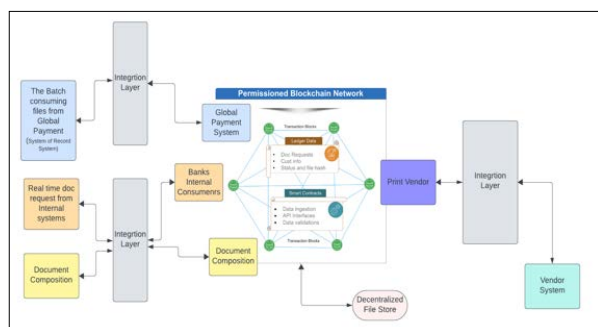 The Batch
consuming
files from
Global
Payment
(System of Record
System)
Integrtion
Layer
Global
Payment
System
Permissioned Blockchain Network
Transaction Blocks
Ledger Data
Doc Requests
Cust info
Status and file hash
Smart Contracts
Data Ingestion
API Interfaces
Data validations
Transaction Blocks
Real time doc
request from
Internal
systems
Document
Composition
Integrtion
Layer
Banks
Internal
Consumenrs
Document
Composition
Print Vendor
Integrtion
Layer
Vendor
System
Decentralized
File Store